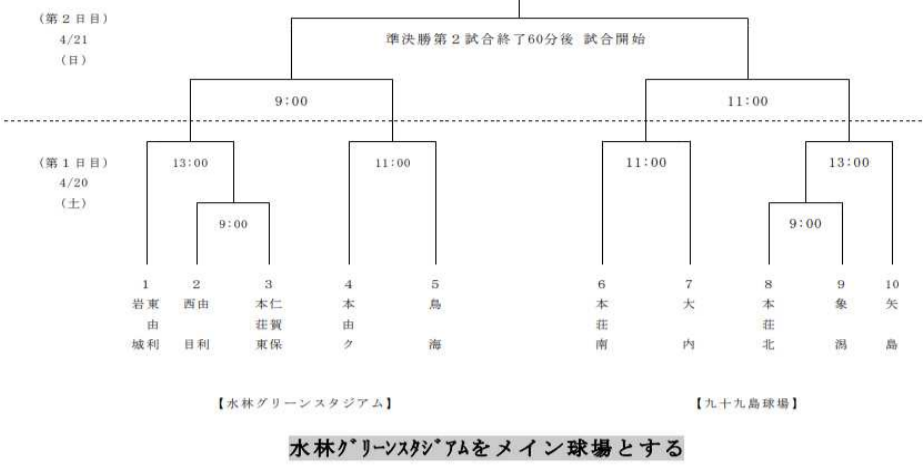 (第2日目)
4/21
(日)
準決勝第2試合終了60分後 試合開始
9:00
11:00
(第1日目)
4/20
(土)
13:00
11:00
11:00
13:00
9:00
9:00
1
東由利
岩城
2
由利
西目
3
仁賀保
本荘東
4
本由ク
5
鳥海
6
本荘南
7
大内
8
本荘北
9
象潟
10
矢島
【水林グリーンスタジアム】
【九十九島球場】
水林グリーンスタジアムをメイン球場とする